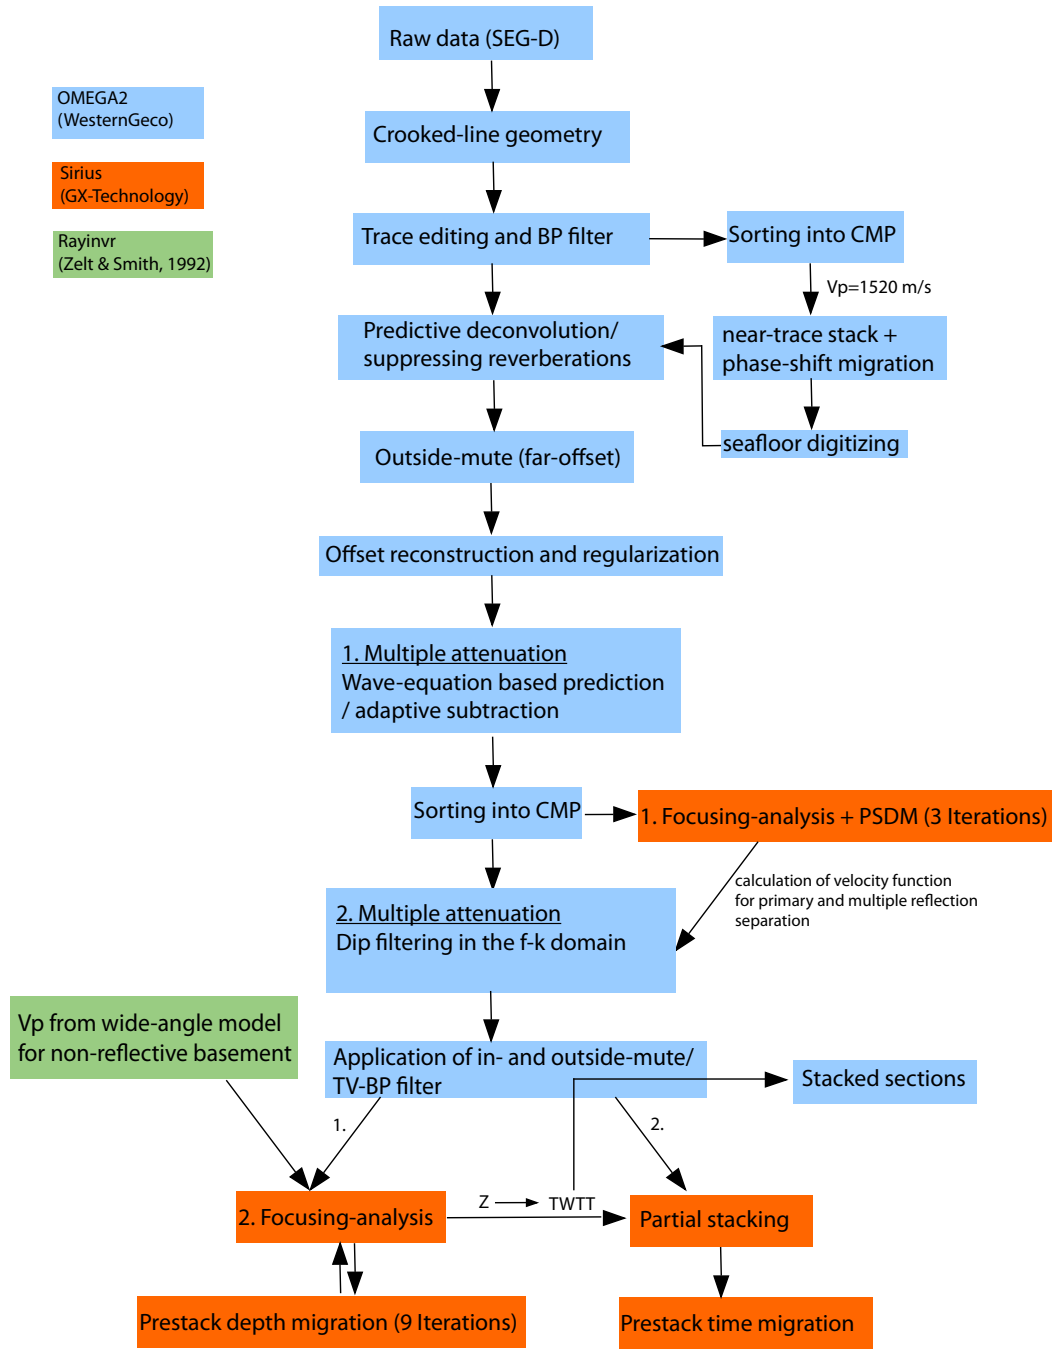 Raw data (SEG-D)
OMEGA2
(WesternGeco)
Sirius
(GX-Technology)
Rayinvr
(Zelt & Smith, 1992)
Crooked-line geometry
Trace editing and BP filter
Sorting into CMP
Vp=1520 m/s
near-trace stack +
phase-shift migration
seafloor digitizing
Predictive deconvolution/
suppressing reverberations
Outside-mute (far-offset)
Offset reconstruction and regularization
1. Multiple attenuation
Wave-equation based prediction
/ adaptive subtraction
Sorting into CMP
1. Focusing-analysis + PSDM (3 Iterations)
calculation of velocity function
for primary and multiple reflection
separation
2. Multiple attenuation
Dip filtering in the f-k domain
Vp from wide-angle model
for non-reflective basement
Application of in- and outside-mute/
TV-BP filter
Stacked sections
1.
2.
2. Focusing-analysis
Z
TWTT
Partial stacking
Prestack depth migration (9 Iterations)
Prestack time migration